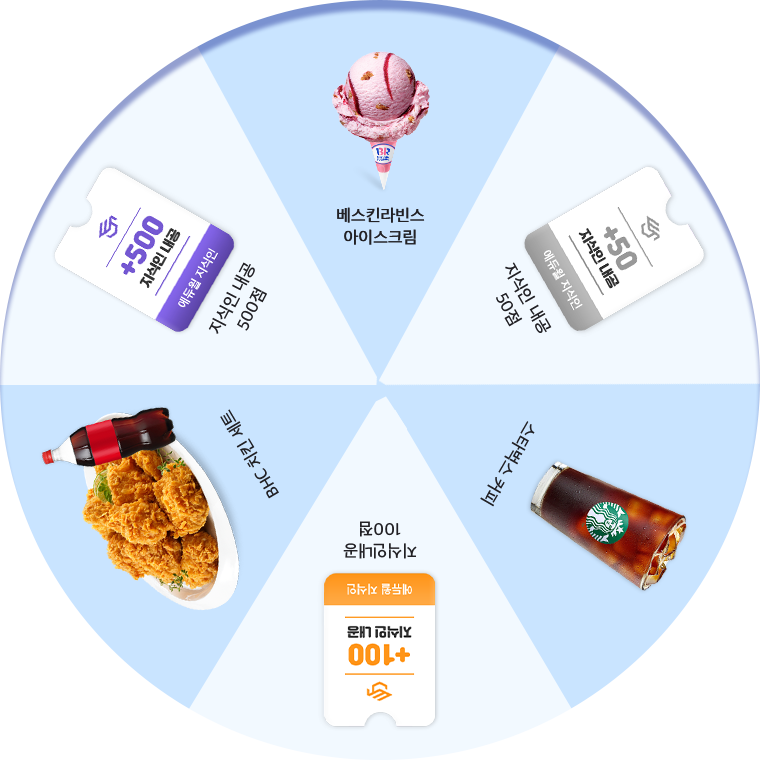 BR
베스킨라빈스
아이스크림
+50
지식인 내공
에듀윌 지식인
지식인 내공
50점
스타벅스 커피
지식인내공
100점
에듀윌 지식인
지식인 내공
+100
BHC 치킨 세트
+500
지식인 내공
에듀윌 지식인
지식인 내공
500점